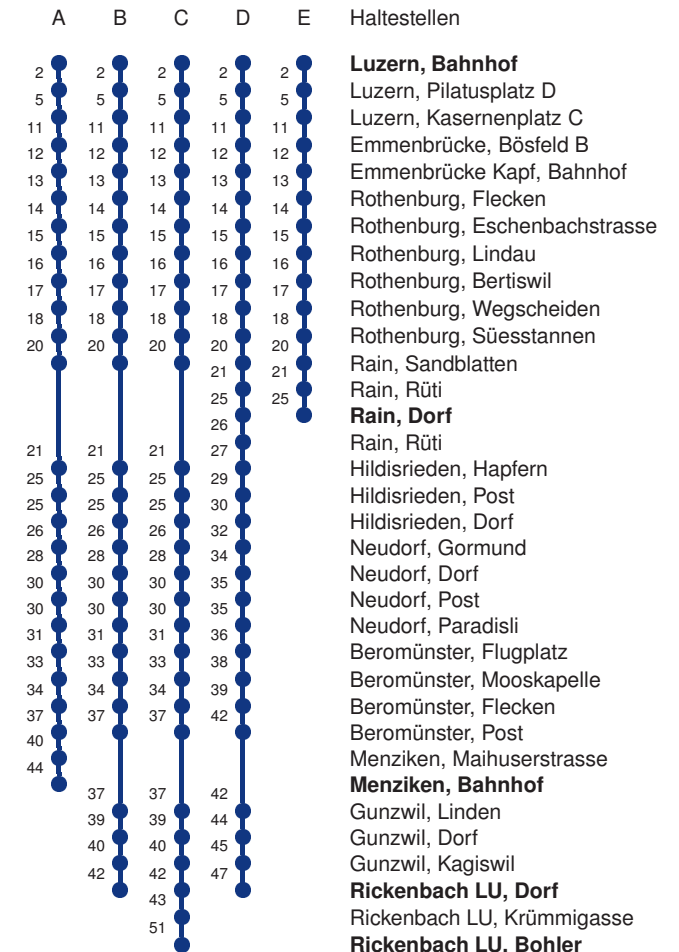 A B C D E Haltestellen
Luzern, Bahnhof
2 2 2 2 2
Luzern, Pilatusplatz D
5 5 5 5 5
Luzern, Kasernenplatz C
11 11 11 11 11
Emmenbrücke, Bösfeld B
12 12 12 12 12
Emmenbrücke Kapf, Bahnhof
13 13 13 13 13
Rothenburg, Flecken
14 14 14 14 14
Rothenburg, Eschenbachstrasse
15 15 15 15 15
Rothenburg, Lindau
16 16 16 16 16
Rothenburg, Bertiswil
17 17 17 17 17
Rothenburg, Wegscheiden
18 18 18 18 18
Rothenburg, Süesstannen
20 20 20 20 20
Rain, Sandblatten
21 21
Rain, Rüti
25 25
Rain, Dorf
26
Rain, Rüti
21 21 21 27
Hildisrieden, Hapfern
25 25 25 29
Hildisrieden, Post
25 25 25 30
Hildisrieden, Dorf
26 26 26 32
Neudorf, Gormund
28 28 28 34
Neudorf, Dorf
30 30 30 35
Neudorf, Post
30 30 30 35
Neudorf, Paradisli
31 31 31 36
Beromünster, Flugplatz
33 33 33 38
Beromünster, Mooskapelle
34 34 34 39
Beromünster, Flecken
37 37 37 42
Beromünster, Post
40
Menziken, Maihuserstrasse
44
Menziken, Bahnhof
37 37 42
Gunzwil, Linden
39 39 44
Gunzwil, Dorf
40 40 45
Gunzwil, Kagiswil
42 42 47
Rickenbach LU, Dorf
43
Rickenbach LU, Krümmigasse
51
Rickenbach LU, Bohler